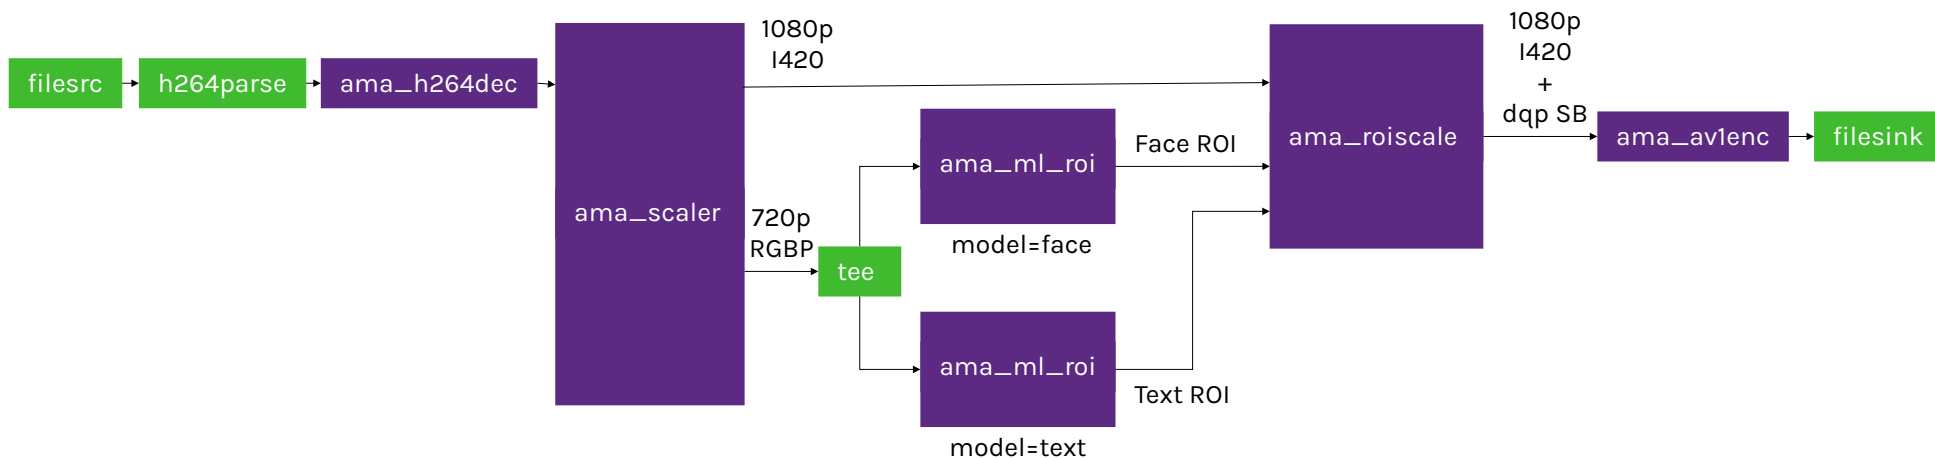 filesrc
h264parse
ama_h264dec
ama_scaler
1080p
I420
720p
RGBP
tee
ama_ml_roi
model=face
ama_ml_roi
model=text
Face ROI
Text ROI
ama_roiscale
1080p
I420
+
dqp SB
ama_av1enc
filesink